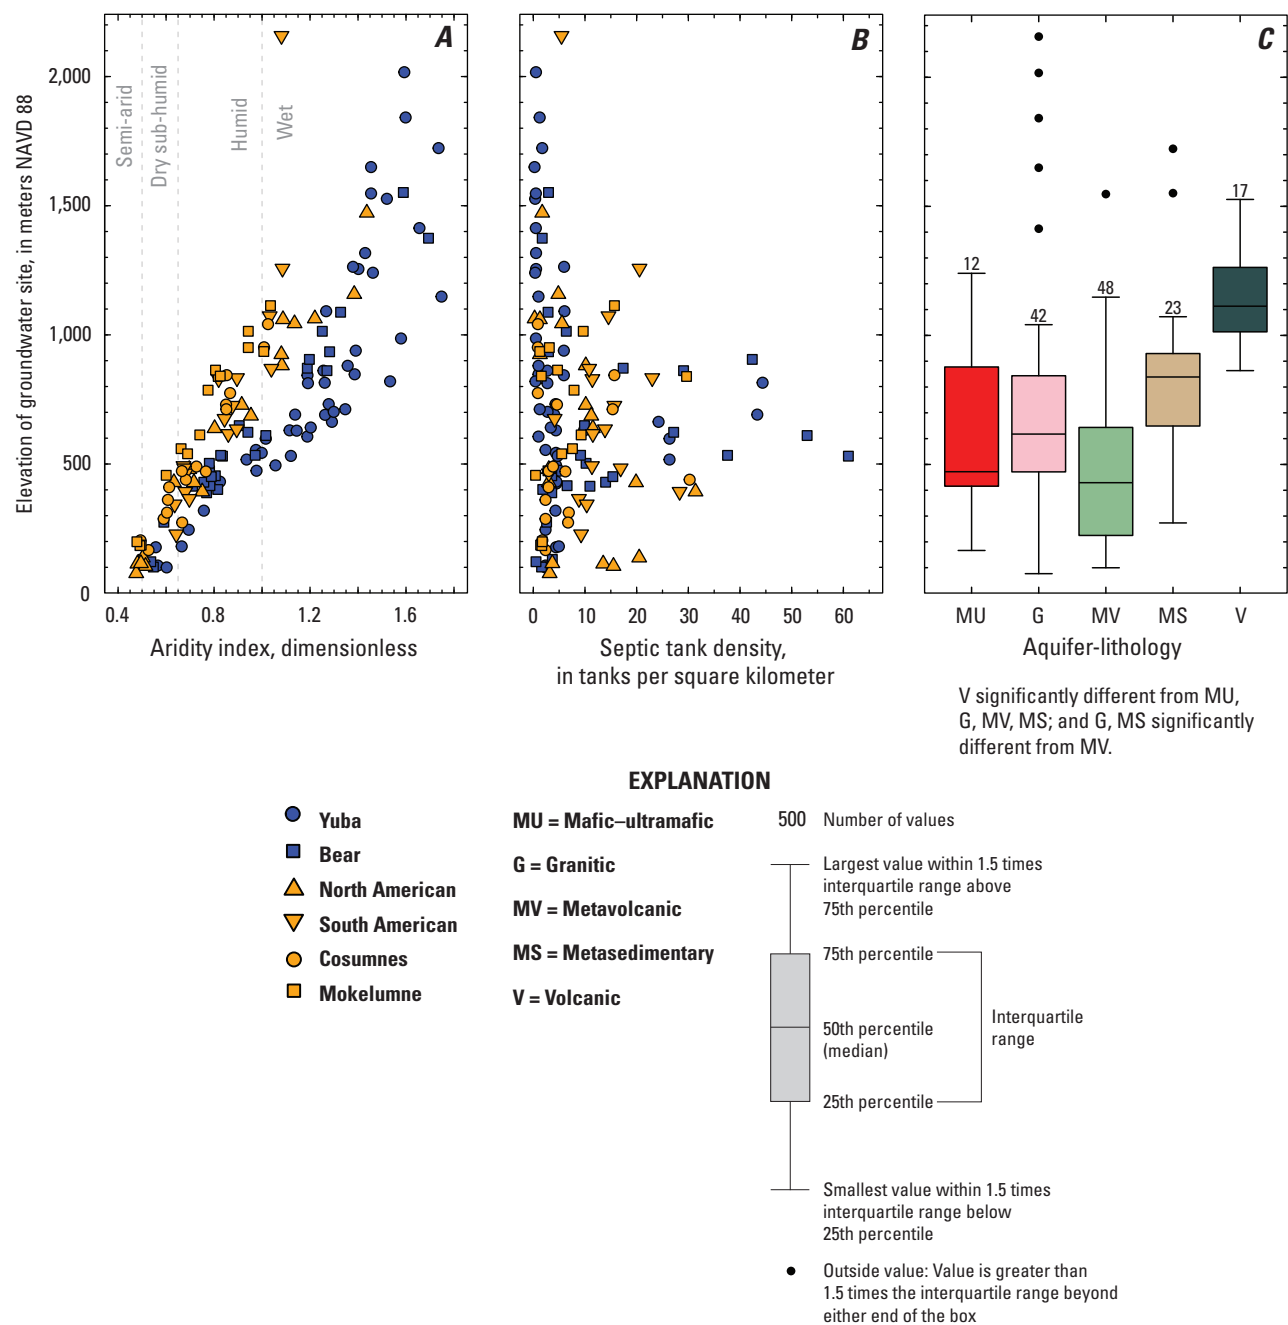 A
B
C
Elevation of groundwater site, in meters NAVD 88
2,000
1,500
1,000
500
0
Semi-arid
Dry sub-humid
Humid
Wet
0.4 0.8 1.2 1.6
Aridity index, dimensionless
0 10 20 30 40 50 60
Septic tank density,
in tanks per square kilometer
12
42
48
23
17
MU G MV MS V
Aquifer-lithology
V significantly different from MU,
G, MV, MS; and G, MS significantly
different from MV.
EXPLANATION
Yuba
Bear
North American
South American
Cosumnes
Mokelumne
MU = Mafic–ultramafic
G = Granitic
MV = Metavolcanic
MS = Metasedimentary
V = Volcanic
500 Number of values
Largest value within 1.5 times
interquartile range above
75th percentile
75th percentile
50th percentile
(median)
Interquartile
range
25th percentile
Smallest value within 1.5 times
interquartile range below
25th percentile
Outside value: Value is greater than
1.5 times the interquartile range beyond
either end of the box